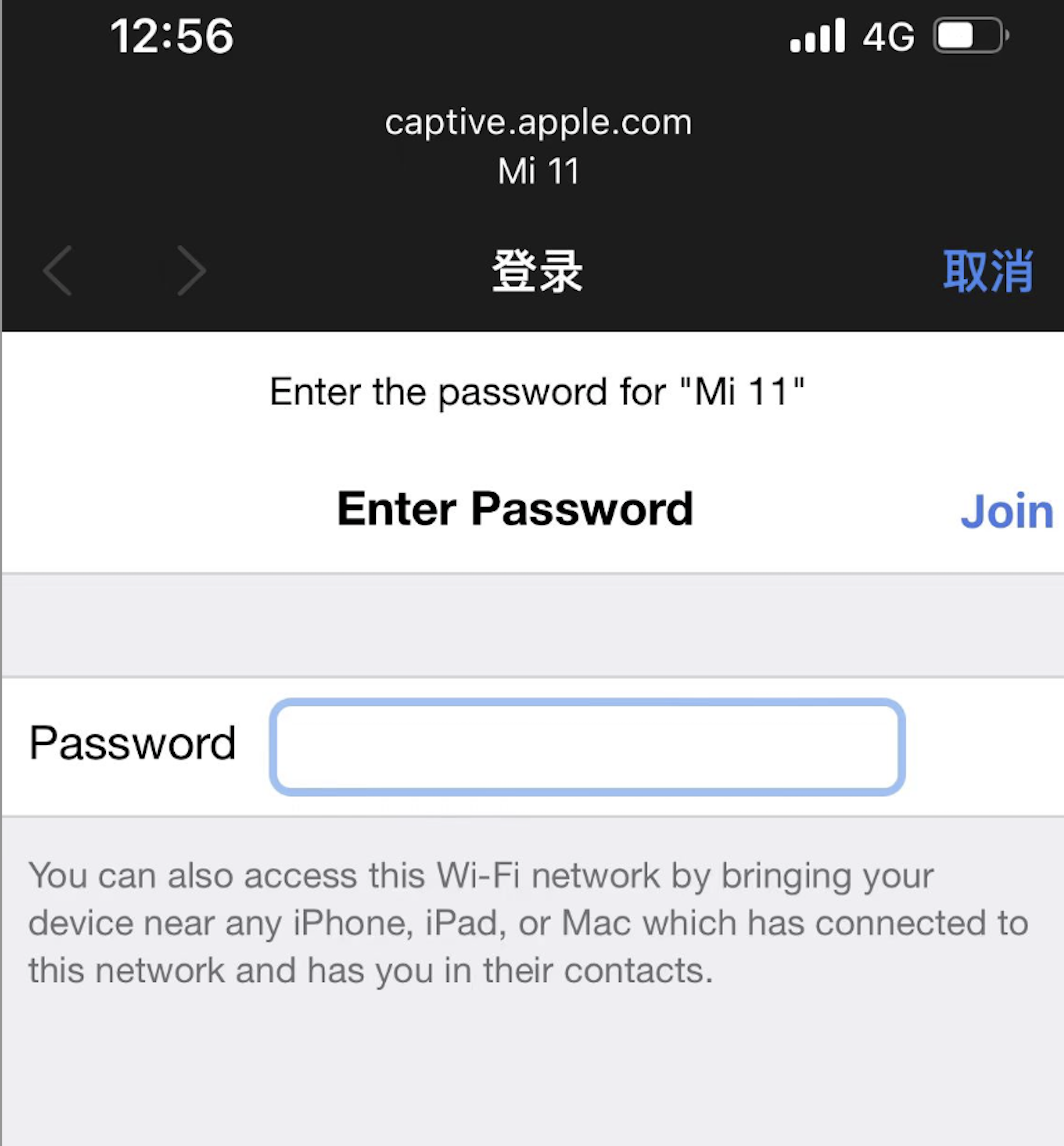 12:56 4G
captive.apple.com
Mi 11
登录 取消
Enter the password for "Mi 11"
Enter Password Join
Password
You can also access this Wi-Fi network by bringing your
device near any iPhone, iPad, or Mac which has connected to
this network and has you in their contacts.